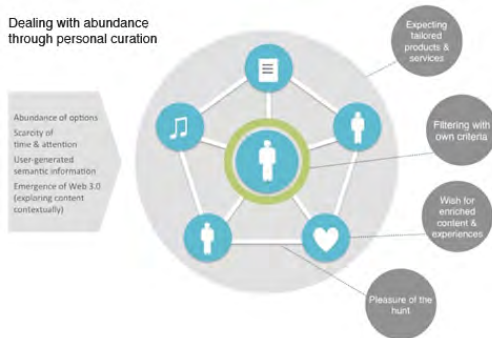 Dealing with abundance
through personal curation
Abundance of options
Scarcity of
time & attention
User-generated
semantic information
Emergence of Web 3.0
(exploring content
contextually)
Expecting
tailored
products &
services
Filtering with
own criteria
Wish for
enriched
content &
experiences
Pleasure of the
hunt